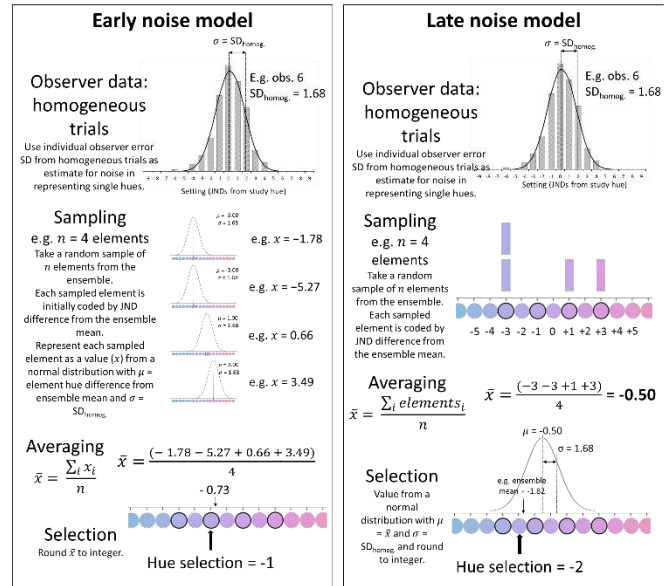 Early noise model
σ = SDhomog.
Observer data:
homogeneous
trials
E.g. obs. 6
SDhomog. = 1.68
Use individual observer error
SD from homogeneous trials as
estimate for noise in
representing single hues.
Setting (JNDs from study hue)
Sampling
e.g. n = 4 elements
Take a random sample of
n elements from the
ensemble.
Each sampled element is
initially coded by JND
difference from the ensemble
mean.
Represent each sampled
element as a value (x) from a
normal distribution with μ =
element hue difference from
ensemble mean and σ =
SDhomog.
e.g. x = −1.78
e.g. x = −5.27
e.g. x = 0.66
e.g. x = 3.49
Averaging
x̄ = ∑i xi / n
x̄ = (− 1.78 − 5.27 + 0.66 + 3.49) / 4
- 0.73
Selection
Round x̄ to integer.
Hue selection = -1
Late noise model
σ = SDhomog.
Observer data:
homogeneous
trials
E.g. obs. 6
SDhomog. = 1.68
Use individual observer error
SD from homogeneous trials as
estimate for noise in
representing single hues.
Setting (JNDs from study hue)
Sampling
e.g. n = 4
elements
Take a random
sample of n elements
from the ensemble.
Each sampled
element is coded by
JND difference from
the ensemble mean.
-5 -4 -3 -2 -1 0 +1 +2 +3 +4 +5
Averaging
x̄ = ∑i elementsi / n
x̄ = (−3 −3 +1 +3) / 4 = -0.50
μ = -0.50
σ = 1.68
e.g. ensemble
mean = -1.82
Selection
Value from a
normal
distribution with μ
= x̄ and σ =
SDhomog. and round
to integer.
Hue selection = -2